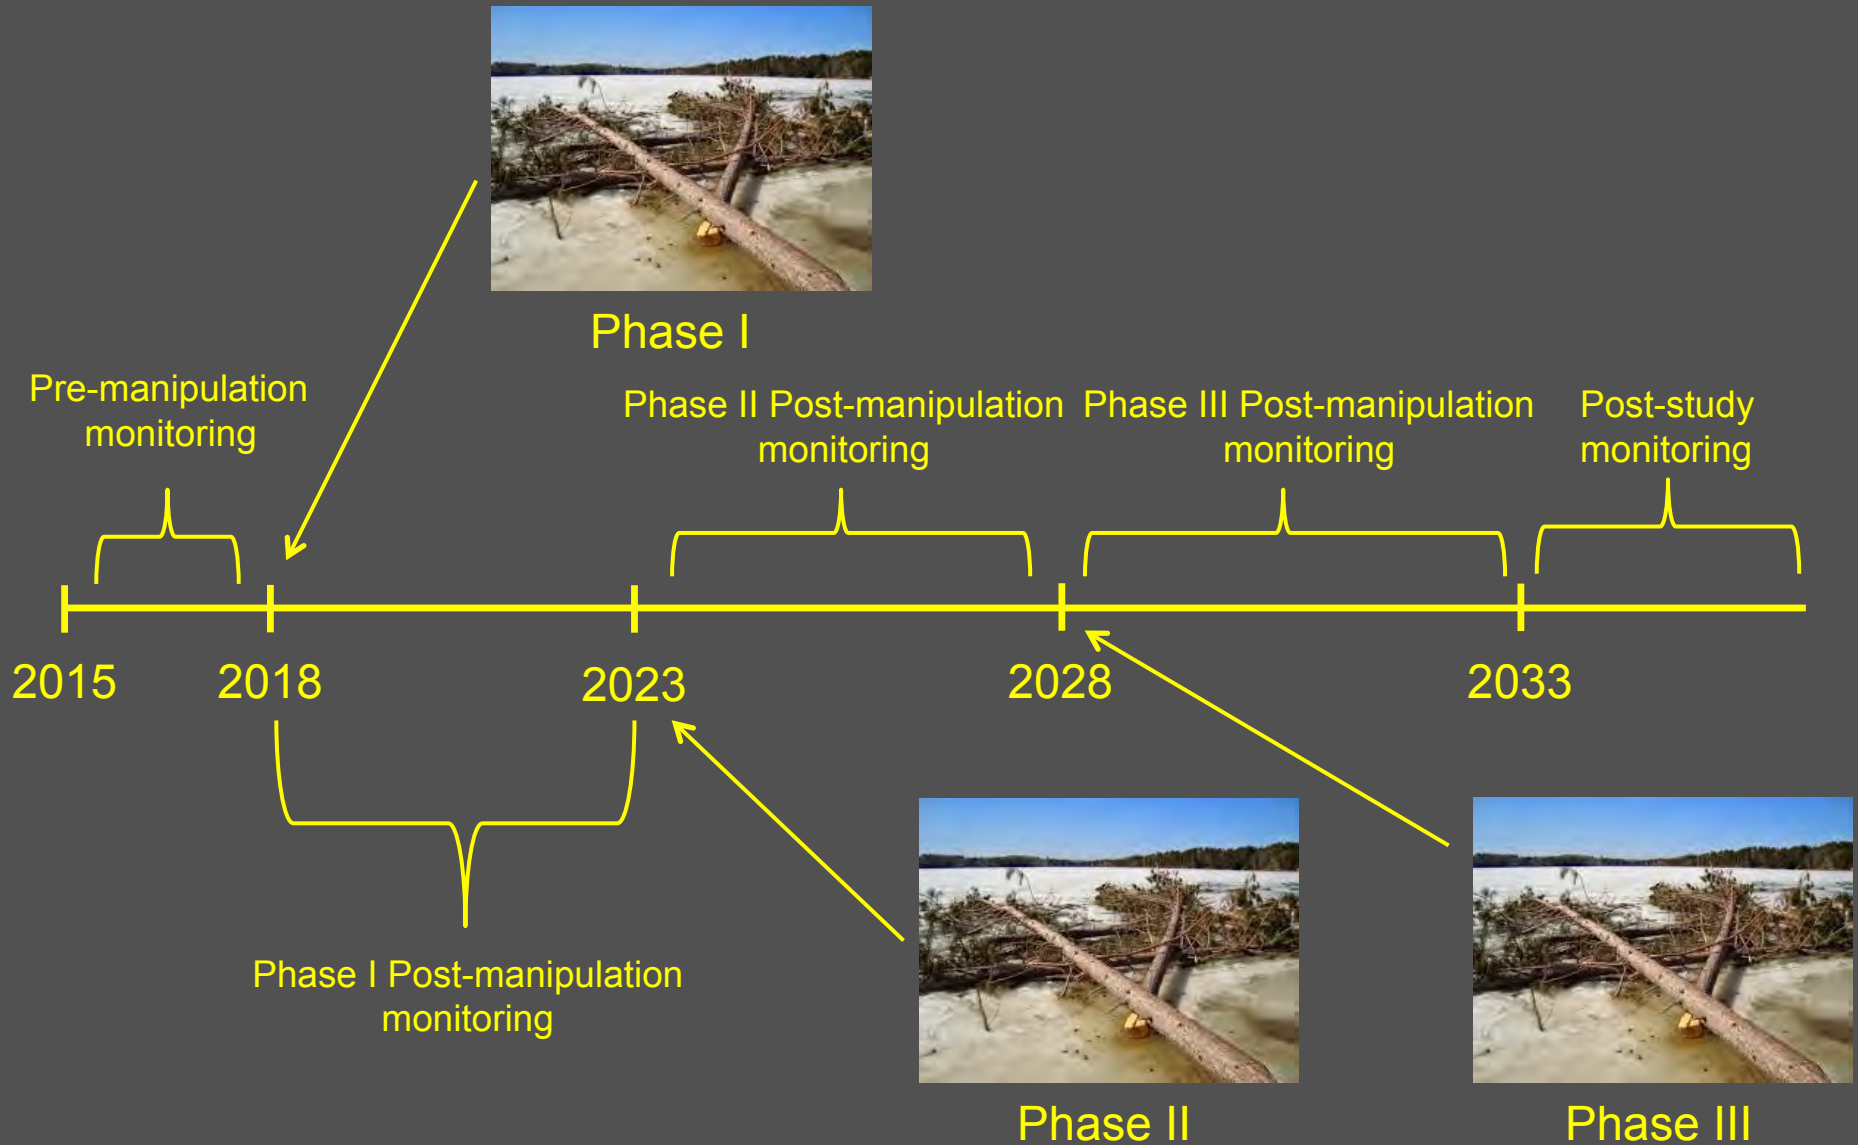 Phase I
Pre-manipulation
monitoring
Phase II Post-manipulation
monitoring
Phase III Post-manipulation
monitoring
Post-study
monitoring
2015
2018
2023
2028
2033
Phase I Post-manipulation
monitoring
Phase II
Phase III